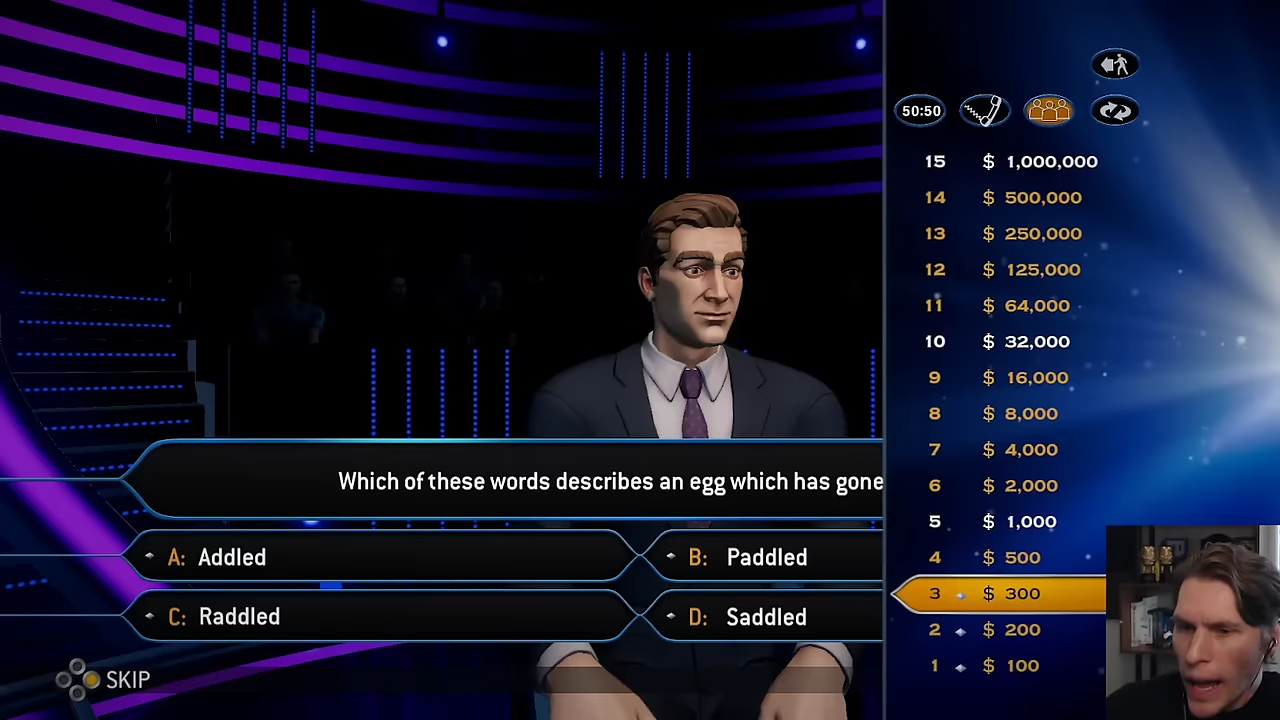 50:50
15 $ 1,000,000
14 $ 500,000
13 $ 250,000
12 $ 125,000
11 $ 64,000
10 $ 32,000
9 $ 16,000
8 $ 8,000
7 $ 4,000
6 $ 2,000
5 $ 1,000
4 $ 500
3 $ 300
2 $ 200
1 $ 100
Which of these words describes an egg which has gone
A: Addled
B: Paddled
C: Raddled
D: Saddled
SKIP